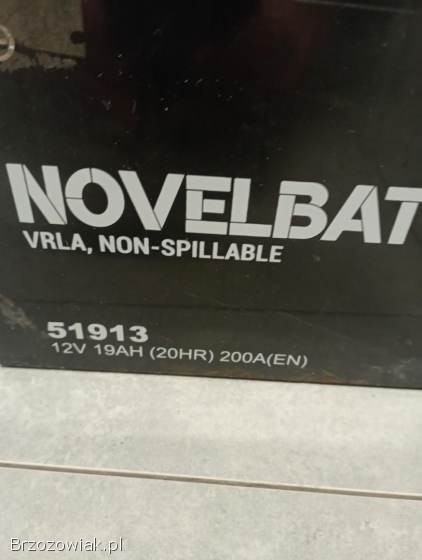 NOVELBAT
VRLA, NON-SPILLABLE
51913
12V 19AH (20HR) 200A(EN)
Brzozowiak.pl